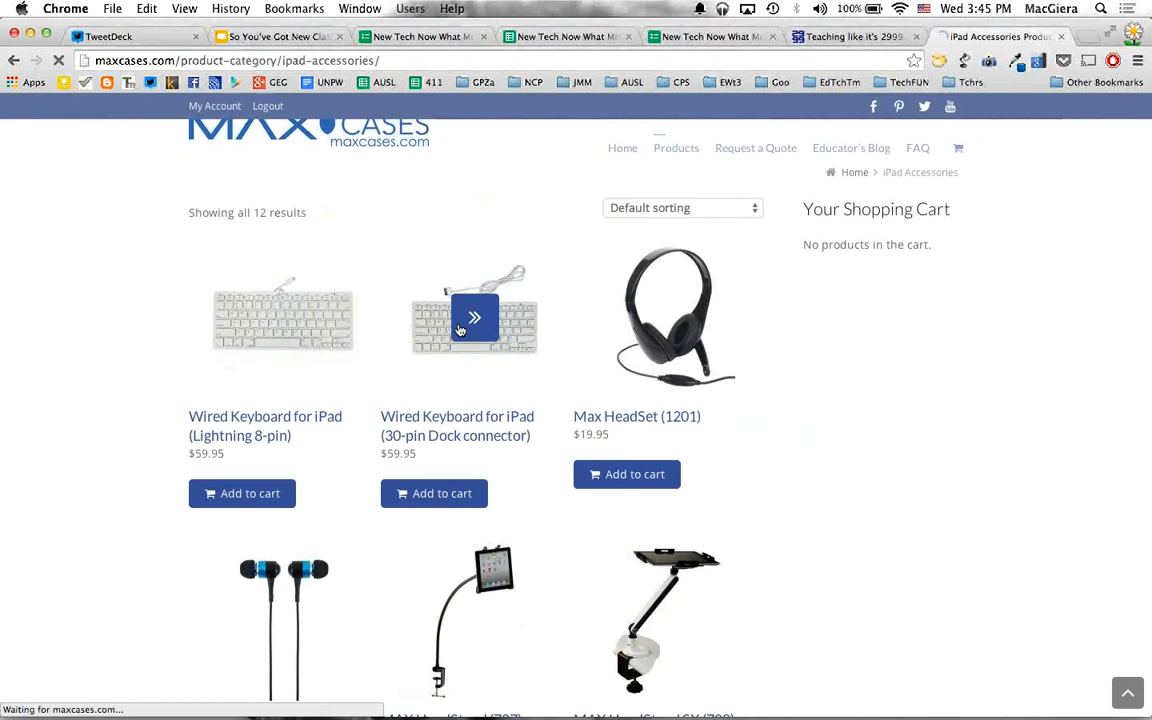 Chrome File Edit View History Bookmarks Window Users Help 100% Wed 3:45 PM MacGiera
TweetDeck × So You've Got New Clas × New Tech Now What M × New Tech Now What M × New Tech Now What M × Teaching like it's 2999 × iPad Accessories Produ ×
maxcases.com/product-category/ipad-accessories/
Apps GPZa NCP JMM AUSL CPS EWt3 Goo EdTchTm TechFUN Tchrs Other Bookmarks
AUSL 411 GEG UNPW
My Account Logout
MAX CASES
maxcases.com
Home Products Request a Quote Educator's Blog FAQ
Home > iPad Accessories
Showing all 12 results
Default sorting
Your Shopping Cart
No products in the cart.
Wired Keyboard for iPad
(Lightning 8-pin)
$59.95
Add to cart
Wired Keyboard for iPad
(30-pin Dock connector)
$59.95
Add to cart
Max HeadSet (1201)
$19.95
Add to cart
Waiting for maxcases.com...